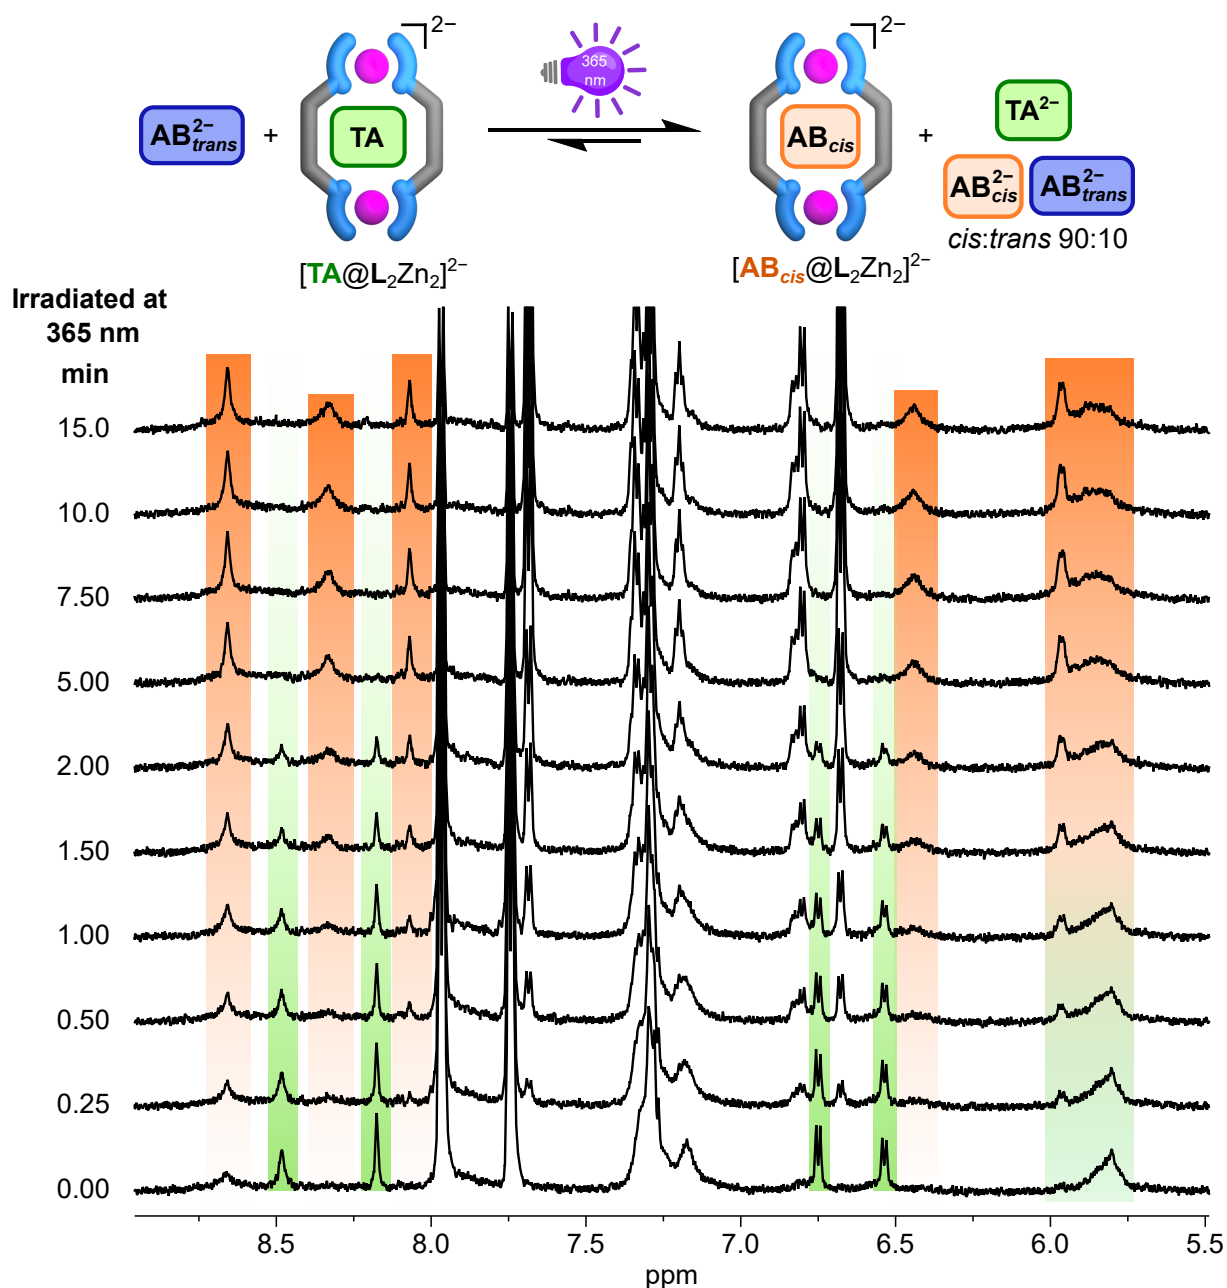 2− 2−
365
nm
AB2−trans + TA ABcis + TA2−
AB2−cis AB2−trans
cis:trans 90:10
[TA@L2Zn2]2− [ABcis@L2Zn2]2−
Irradiated at
365 nm
min
15.0
10.0
7.50
5.00
2.00
1.50
1.00
0.50
0.25
0.00
8.5 8.0 7.5 7.0 6.5 6.0 5.5
ppm